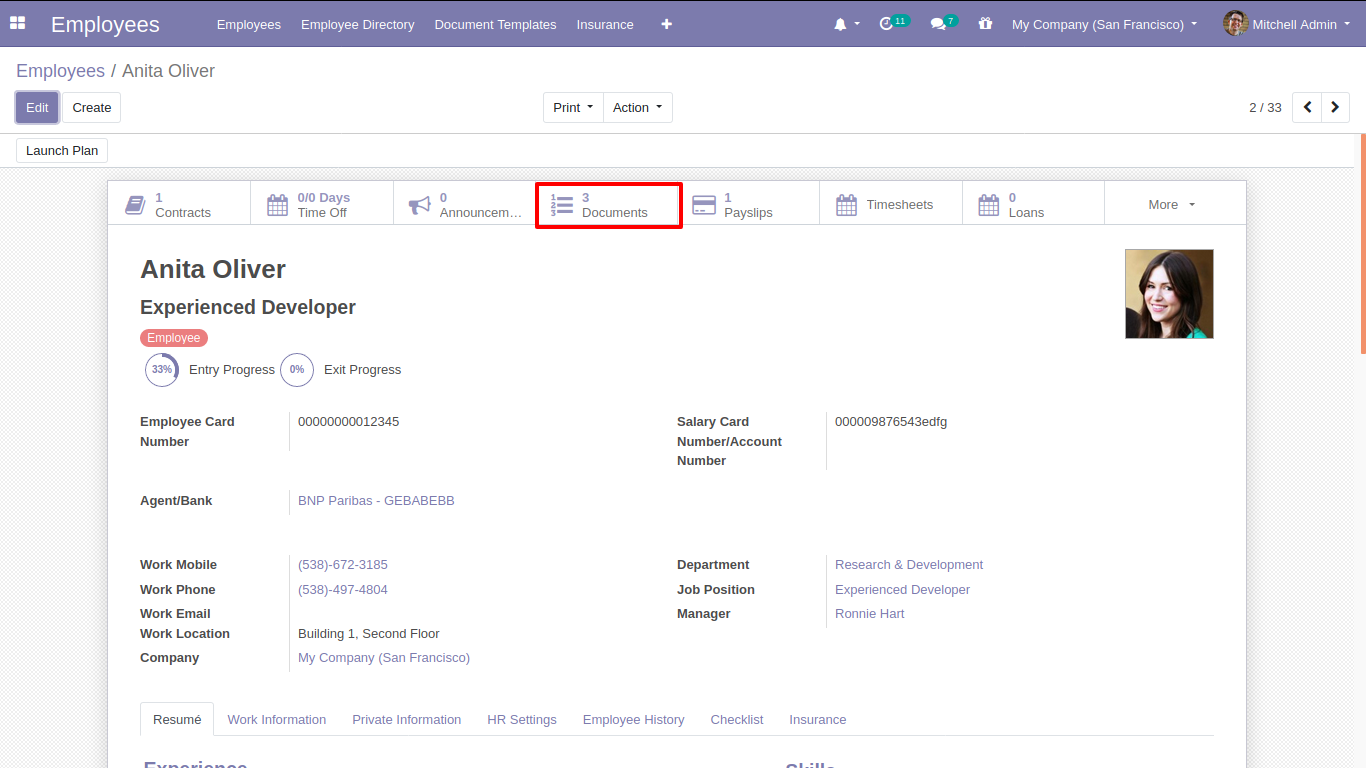 Employees Employees Employee Directory Document Templates Insurance 11 7 My Company (San Francisco) Mitchell Admin
Employees / Anita Oliver
Edit Create Print Action 2 / 33
Launch Plan
1 Contracts
0/0 Days Time Off
0 Announcem…
3 Documents
1 Payslips
Timesheets
0 Loans
More
Anita Oliver
Experienced Developer
Employee
33% Entry Progress 0% Exit Progress
Employee Card Number 00000000012345
Salary Card Number/Account Number 000009876543edfg
Agent/Bank BNP Paribas - GEBABEBB
Work Mobile (538)-672-3185
Work Phone (538)-497-4804
Work Email
Work Location Building 1, Second Floor
Company My Company (San Francisco)
Department Research & Development
Job Position Experienced Developer
Manager Ronnie Hart
Resumé Work Information Private Information HR Settings Employee History Checklist Insurance
Experience Skills